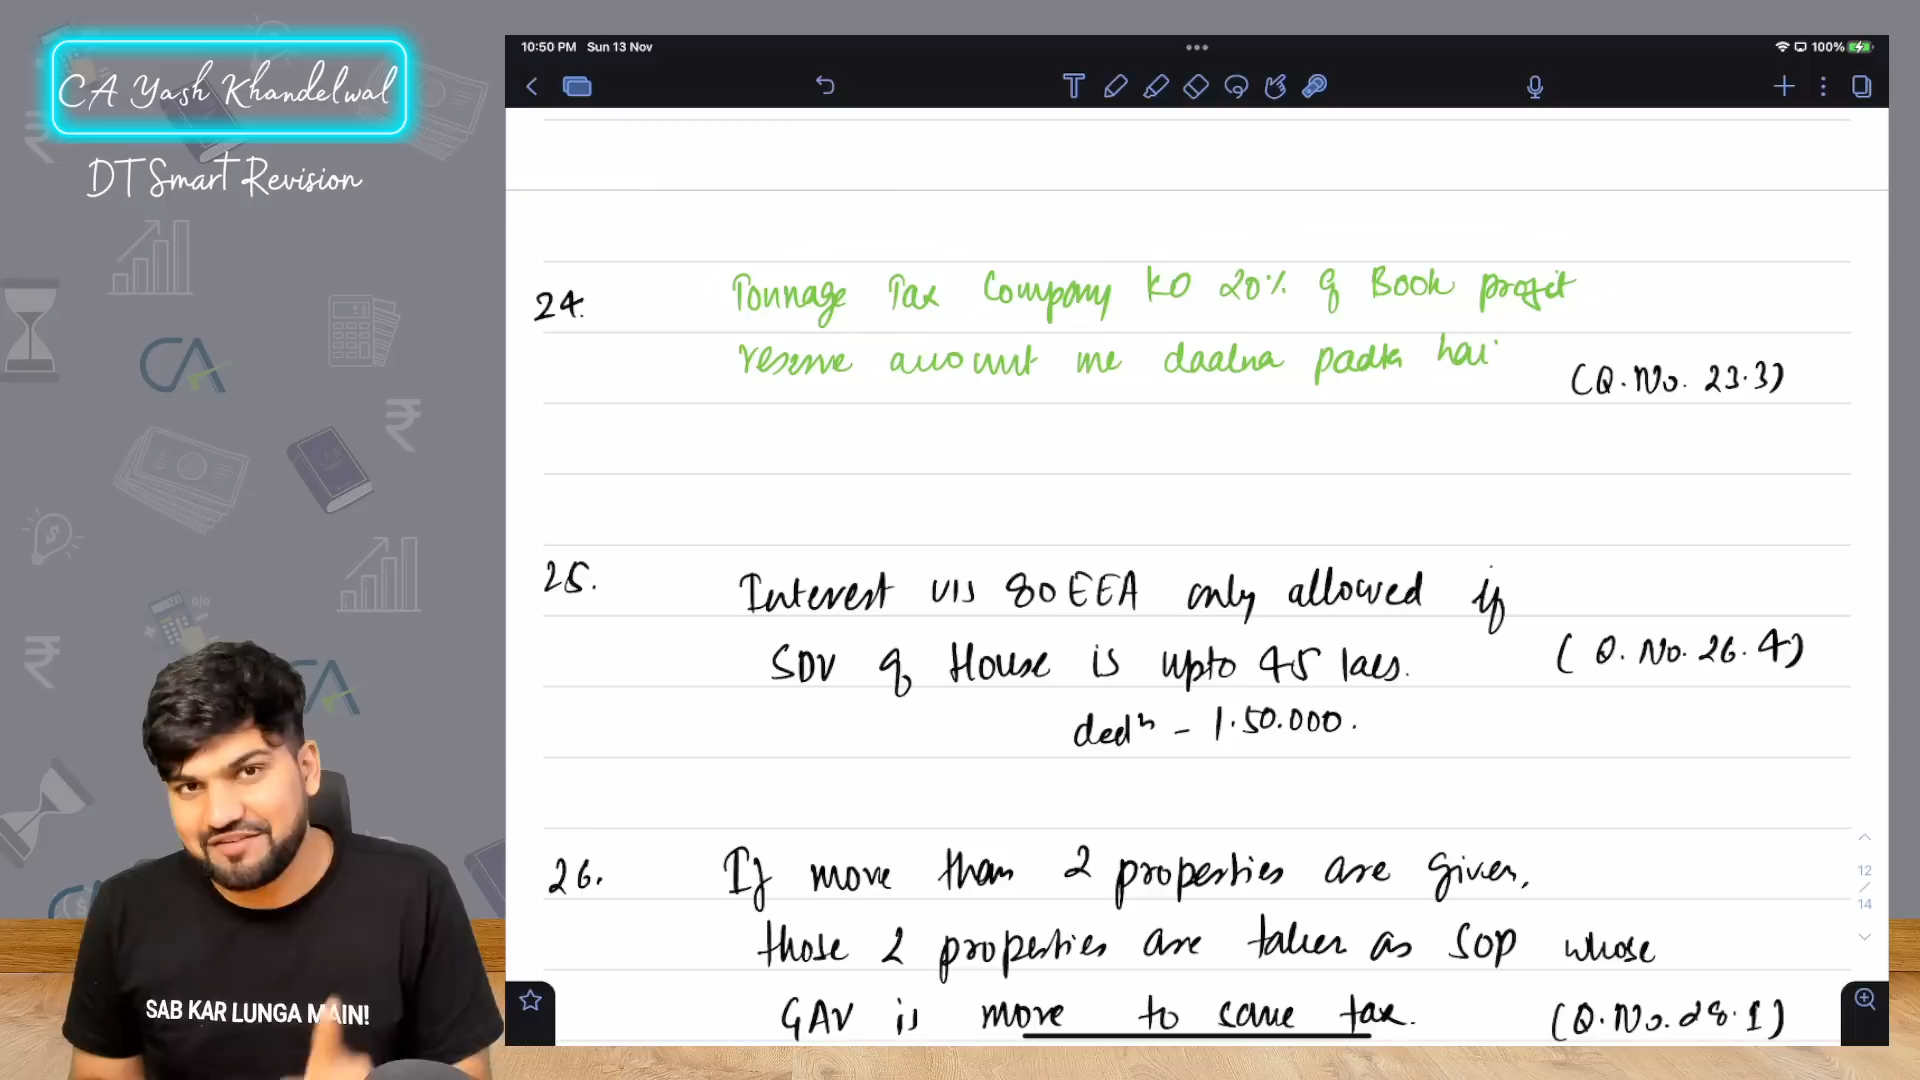 CA Yash Khandelwal
DT Smart Revision
10:50 PM Sun 13 Nov
100%
24. Tonnage Tax Company KO 20% of Book profit
reserve account me daalna padta hai
(Q.No. 23.3)
25. Interest u/s 80EEA only allowed if
SDV of House is upto 45 lacs.
(Q.No. 26.4)
dedⁿ - 1.50.000.
26. If more than 2 properties are given,
those 2 properties are taken as SOP whose
GAV is more to save tax. (Q.No. 28.1)
12
/
14
CA
CA
SAB KAR LUNGA MAIN!